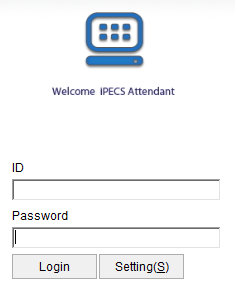 Welcome iPECS Attendant
ID
Password
Login Setting(S)